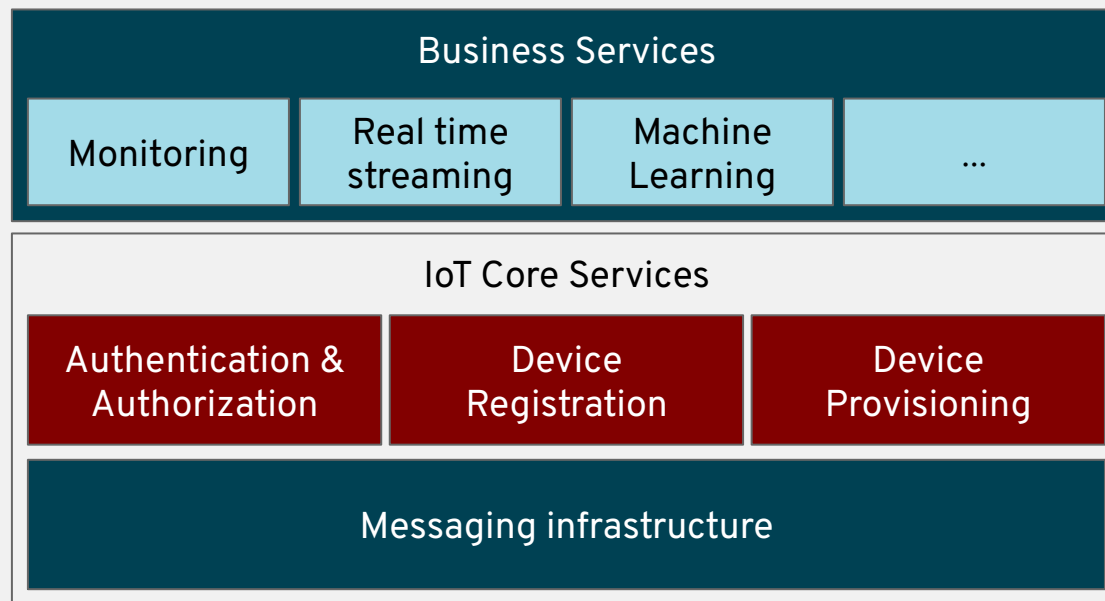 Business Services
Monitoring
Real time
streaming
Machine
Learning
...
IoT Core Services
Authentication &
Authorization
Device
Registration
Device
Provisioning
Messaging infrastructure